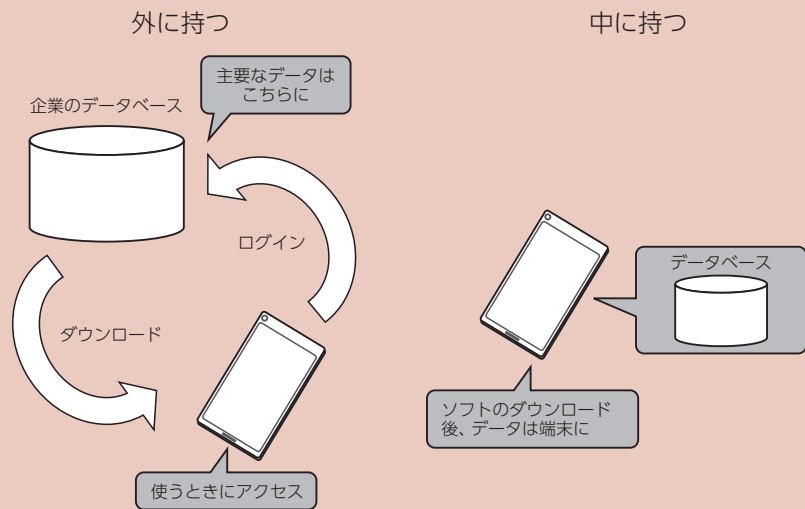 外に持つ
主要なデータは
こちらに
企業のデータベース
ログイン
ダウンロード
使うときにアクセス
中に持つ
データベース
ソフトのダウンロード
後、データは端末に